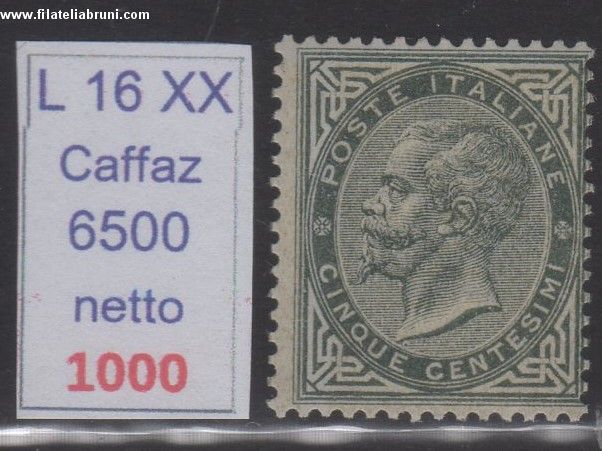 www.filateliabruni.com
L 16 XX
Caffaz
6500
netto
1000
POSTE ITALIANE
CINQUE CENTESIMI